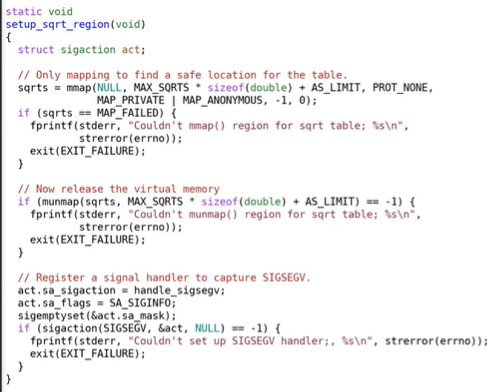 static void
setup_sqrt_region(void)
{
  struct sigaction act;

  // Only mapping to find a safe location for the table.
  sqrts = mmap(NULL, MAX_SQRTS * sizeof(double) + AS_LIMIT, PROT_NONE,
               MAP_PRIVATE | MAP_ANONYMOUS, -1, 0);
  if (sqrts == MAP_FAILED) {
    fprintf(stderr, "Couldn't mmap() region for sqrt table; %s\n",
            strerror(errno));
    exit(EXIT_FAILURE);
  }

  // Now release the virtual memory
  if (munmap(sqrts, MAX_SQRTS * sizeof(double) + AS_LIMIT) == -1) {
    fprintf(stderr, "Couldn't munmap() region for sqrt table; %s\n",
            strerror(errno));
    exit(EXIT_FAILURE);
  }

  // Register a signal handler to capture SIGSEGV.
  act.sa_sigaction = handle_sigsegv;
  act.sa_flags = SA_SIGINFO;
  sigemptyset(&act.sa_mask);
  if (sigaction(SIGSEGV, &act, NULL) == -1) {
    fprintf(stderr, "Couldn't set up SIGSEGV handler;, %s\n", strerror(errno));
    exit(EXIT_FAILURE);
  }
}